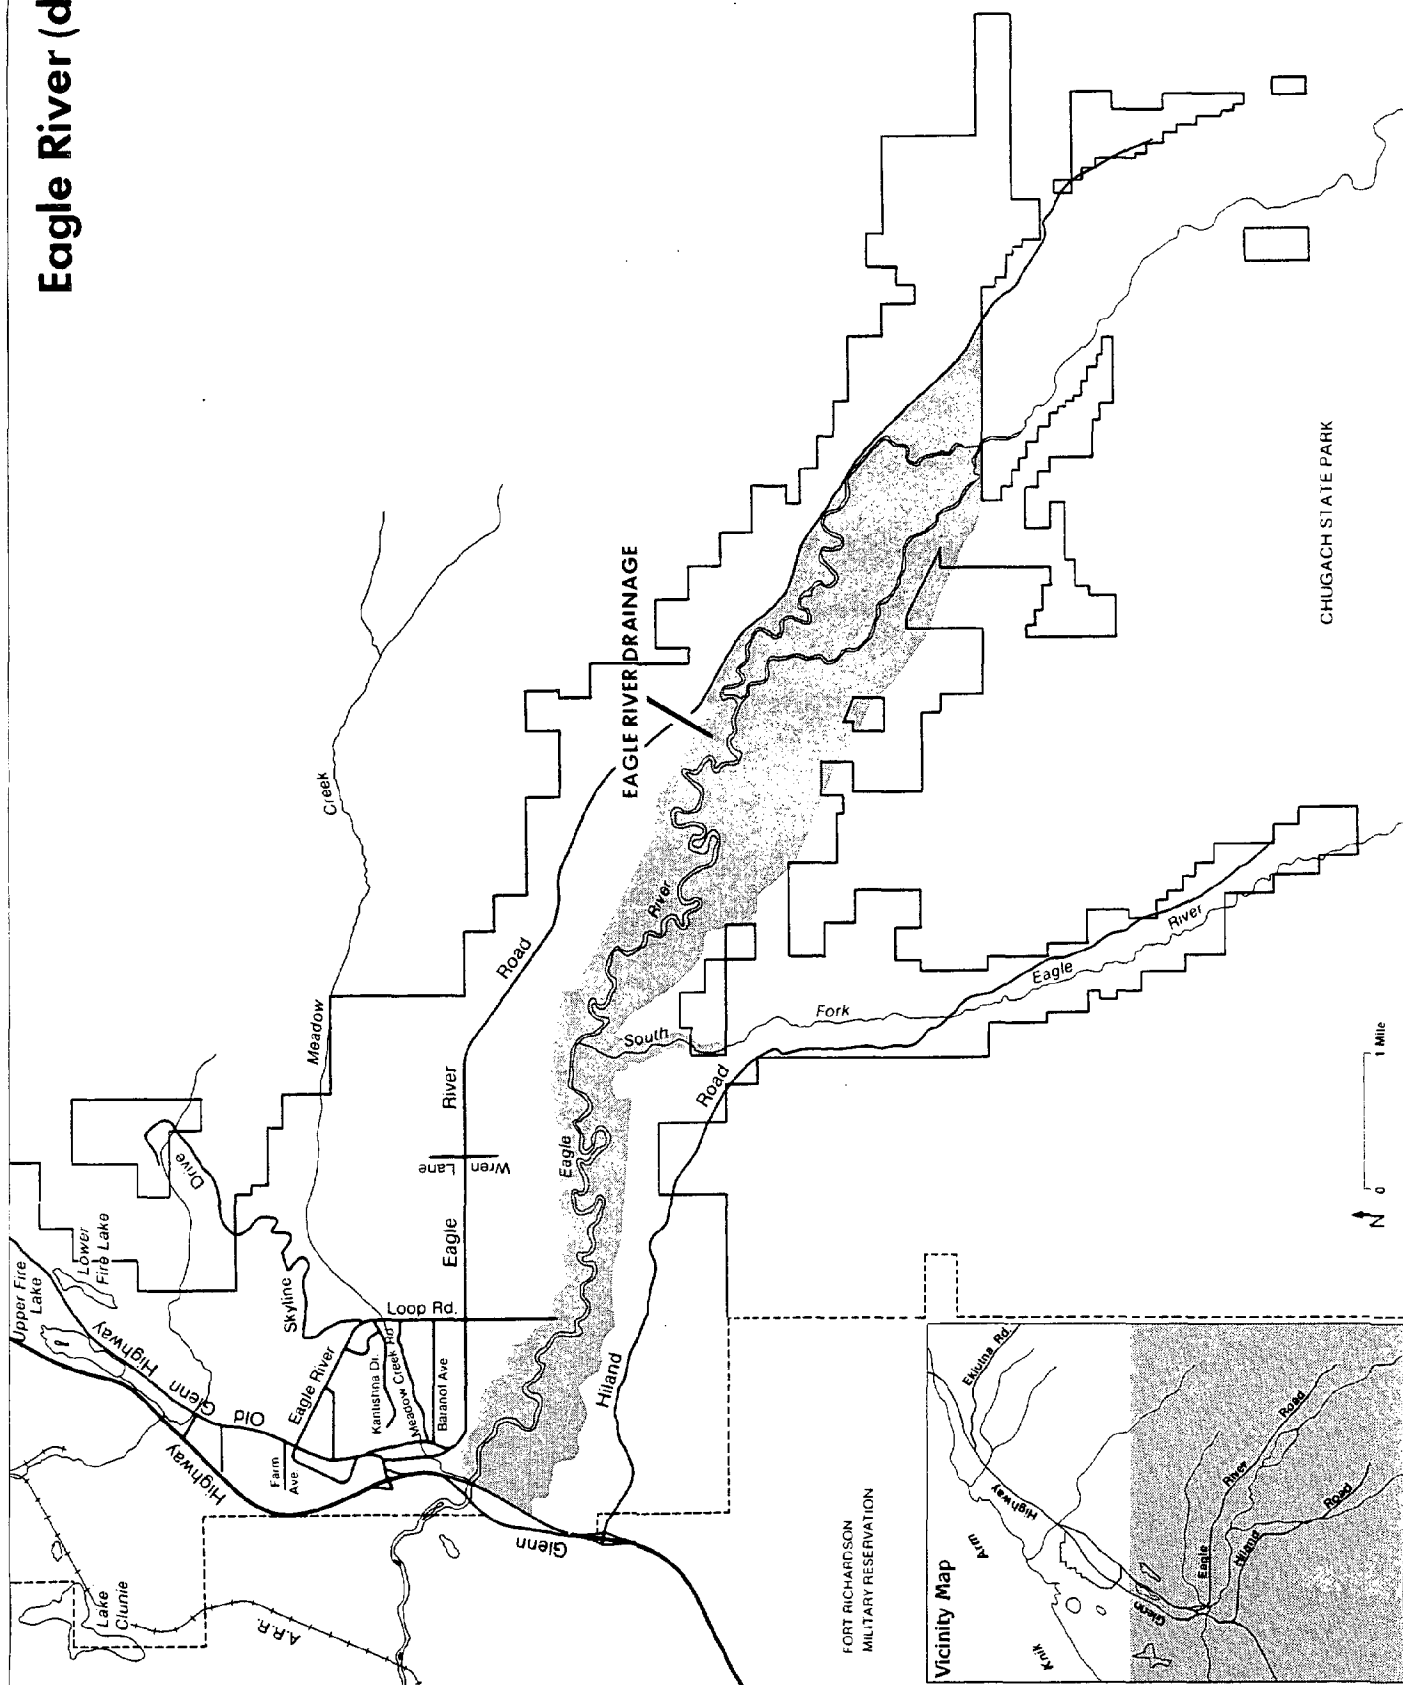 Eagle River (d
Upper Fire
Lake
Lower
Fire Lake
Drive
Skyline
Highway
Glenn
Old
Highway
Farm
Ave.
Eagle River
Loop Rd.
Kantishna Dr.
Meadow Creek Rd
Baranof Ave
Meadow
Creek
Eagle
River
Road
Wren Lane
EAGLE RIVER DRAINAGE
Eagle
River
South
Fork
Eagle
River
Hiland
Road
Glenn
Lake
Clunie
A.R.R.
CHUGACH STATE PARK
FORT RICHARDSON
MILITARY RESERVATION
N
0
1 Mile
Vicinity Map
Knik
Arm
Ekiutna Rd.
Highway
Glenn
Eagle
River
Road
Hiland
Road